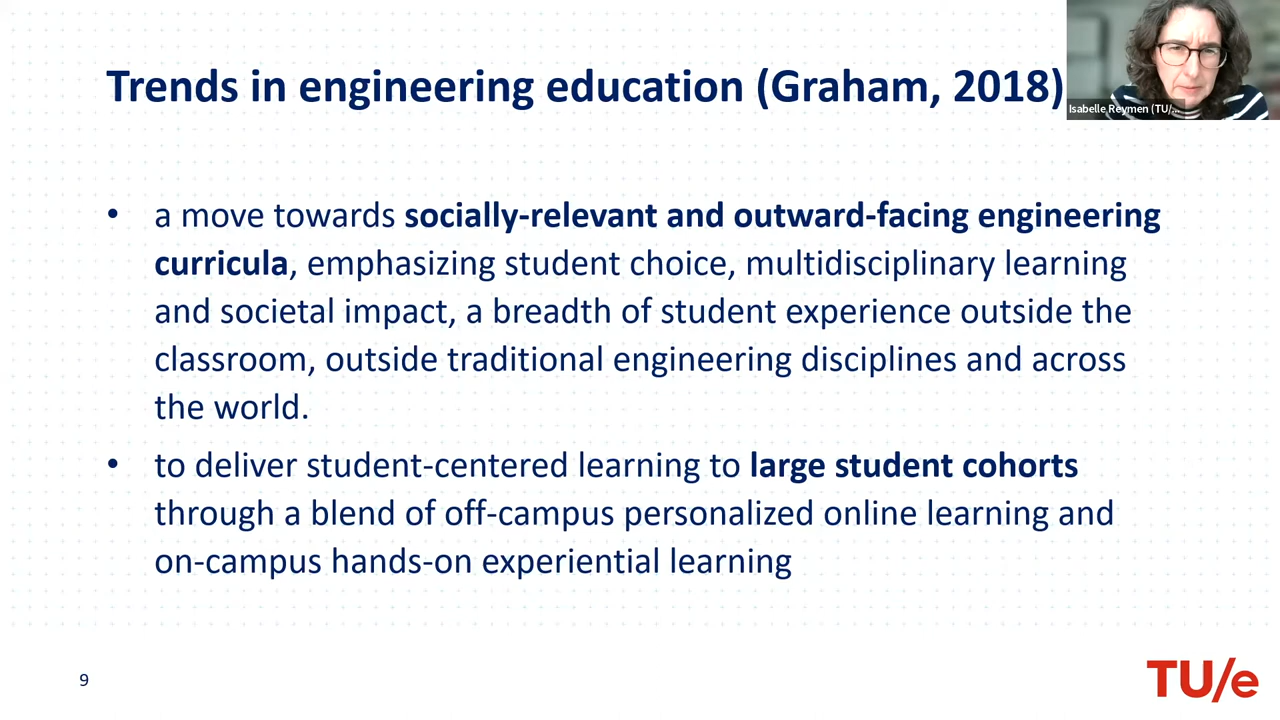 Trends in engineering education (Graham, 2018)
Isabelle Reymen (TU/...
• a move towards socially-relevant and outward-facing engineering
curricula, emphasizing student choice, multidisciplinary learning
and societal impact, a breadth of student experience outside the
classroom, outside traditional engineering disciplines and across
the world.
• to deliver student-centered learning to large student cohorts
through a blend of off-campus personalized online learning and
on-campus hands-on experiential learning
9
TU/e